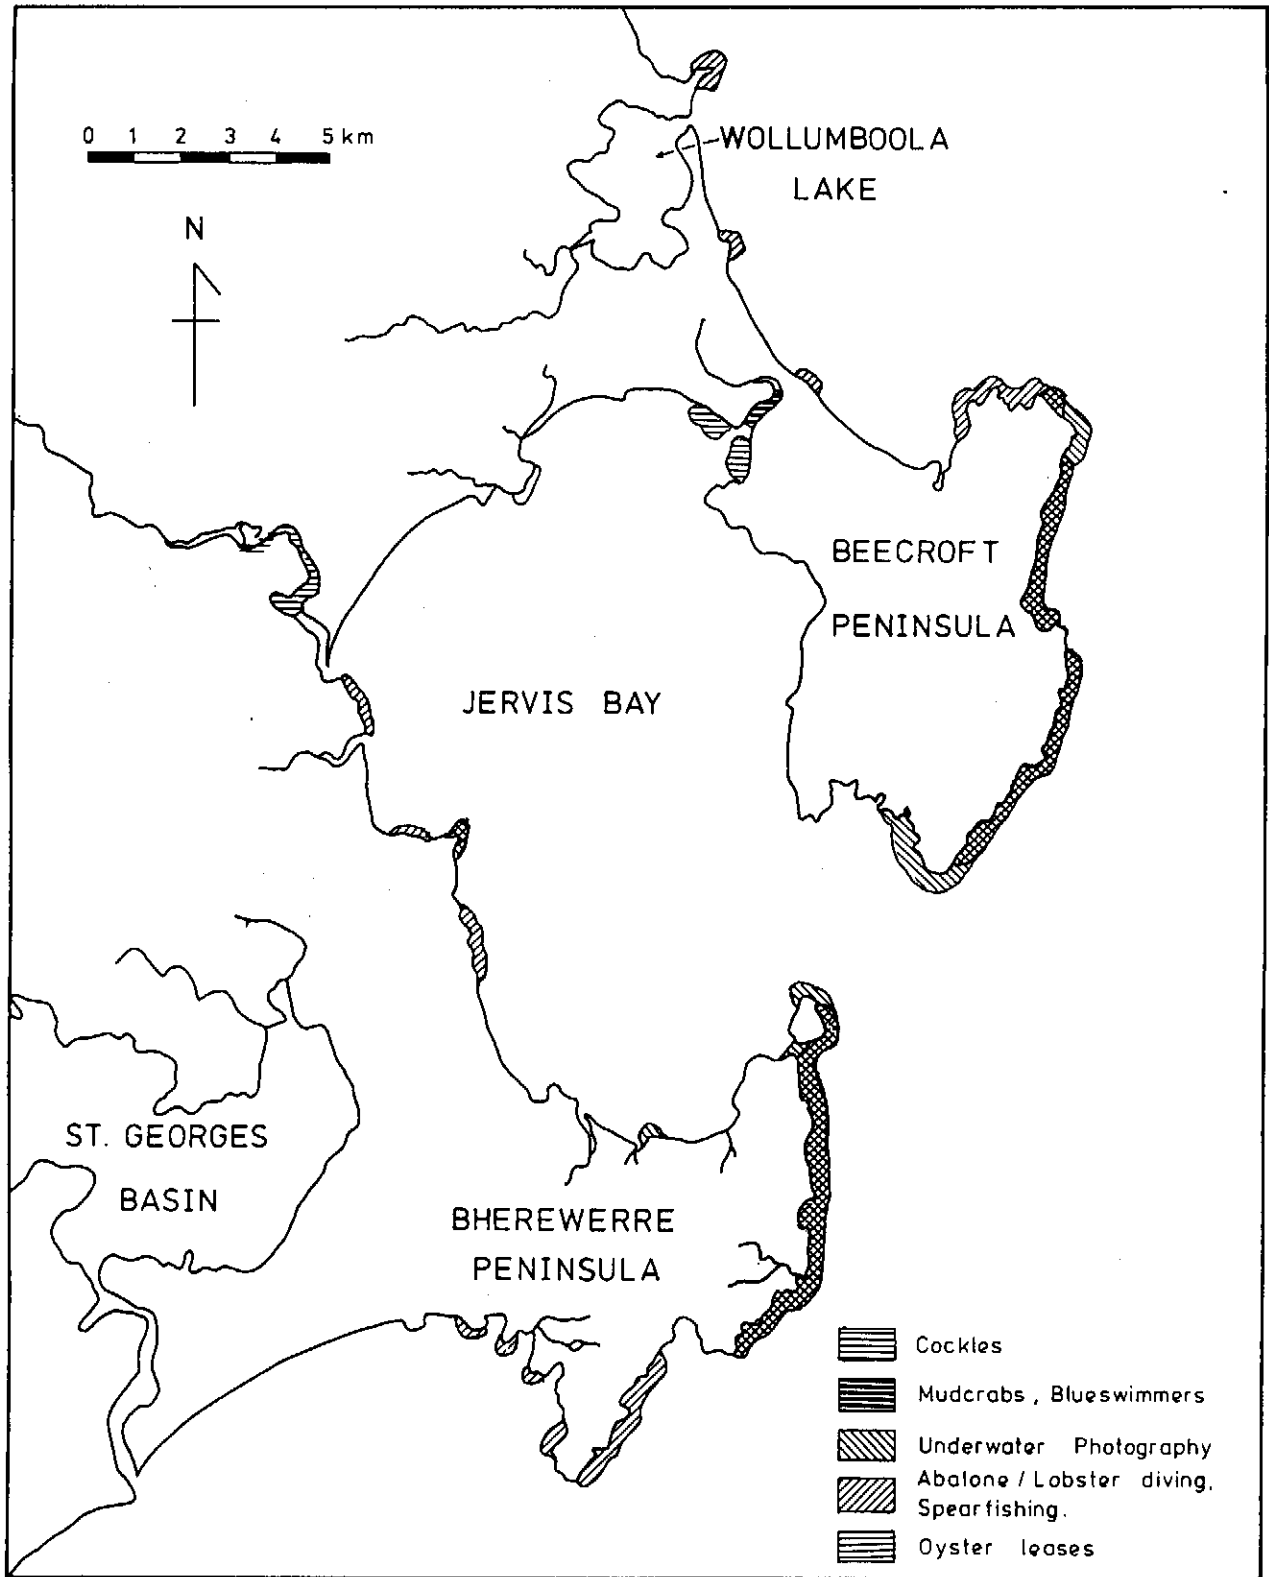 0 1 2 3 4 5 km
WOLLUMBOOLA
LAKE
N
BEECROFT
PENINSULA
JERVIS BAY
ST. GEORGES
BASIN
BHEREWERRE
PENINSULA
Cockles
Mudcrabs, Blueswimmers
Underwater Photography
Abalone / Lobster diving,
Spearfishing.
Oyster leases